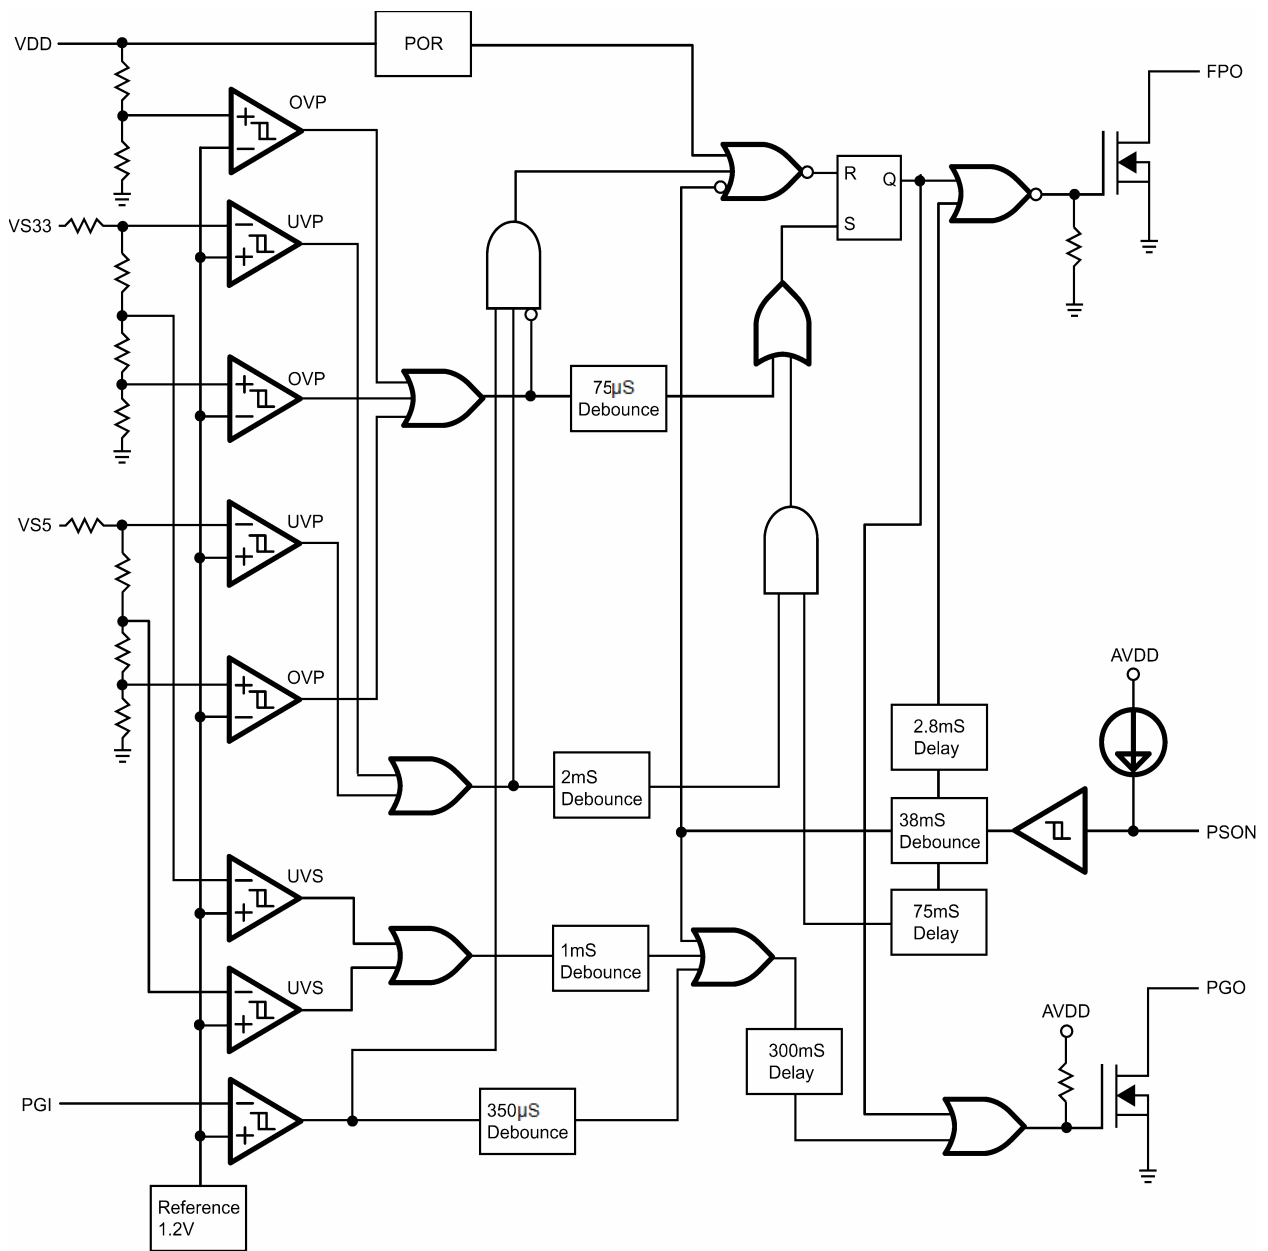 VDD
POR
FPO
OVP
R
Q
S
VS33
UVP
OVP
75µS
Debounce
VS5
UVP
OVP
AVDD
2.8mS
Delay
2mS
Debounce
38mS
Debounce
PSON
UVS
75mS
Delay
1mS
Debounce
UVS
PGO
AVDD
300mS
Delay
PGI
350µS
Debounce
Reference
1.2V